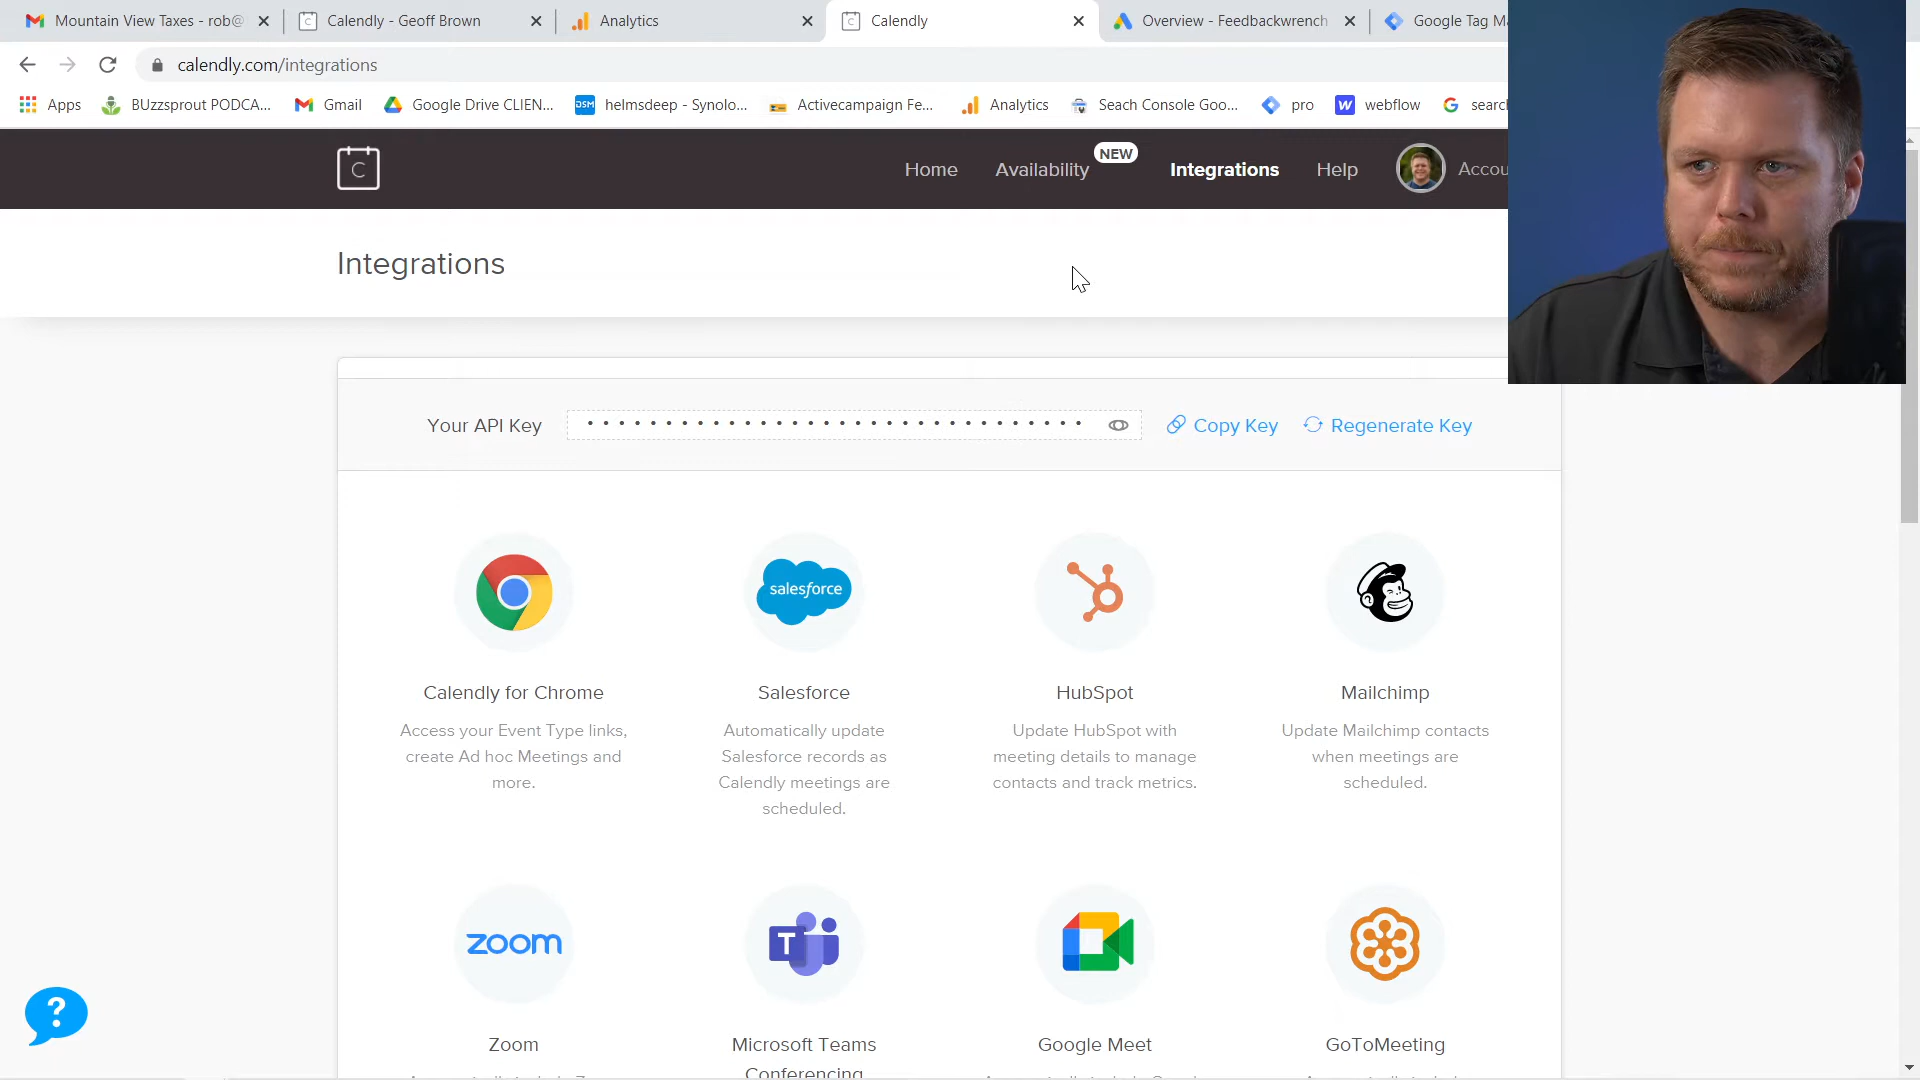 Mountain View Taxes - rob@
Calendly - Geoff Brown
Analytics
Calendly
Overview - Feedbackwrench
Google Tag Ma
calendly.com/integrations
Apps
BUzzsprout PODCA...
Gmail
Google Drive CLIEN...
DSM
helmsdeep - Synolo...
Activecampaign Fe...
Analytics
Seach Console Goo...
pro
W
webflow
G
search
C
Home
Availability
NEW
Integrations
Help
Accou
Integrations
Your API Key
Copy Key
Regenerate Key
salesforce
Calendly for Chrome
Salesforce
HubSpot
Mailchimp
Access your Event Type links,
create Ad hoc Meetings and
more.
Automatically update
Salesforce records as
Calendly meetings are
scheduled.
Update HubSpot with
meeting details to manage
contacts and track metrics.
Update Mailchimp contacts
when meetings are
scheduled.
zoom
T
?
Zoom
Microsoft Teams
Conferencing
Google Meet
GoToMeeting